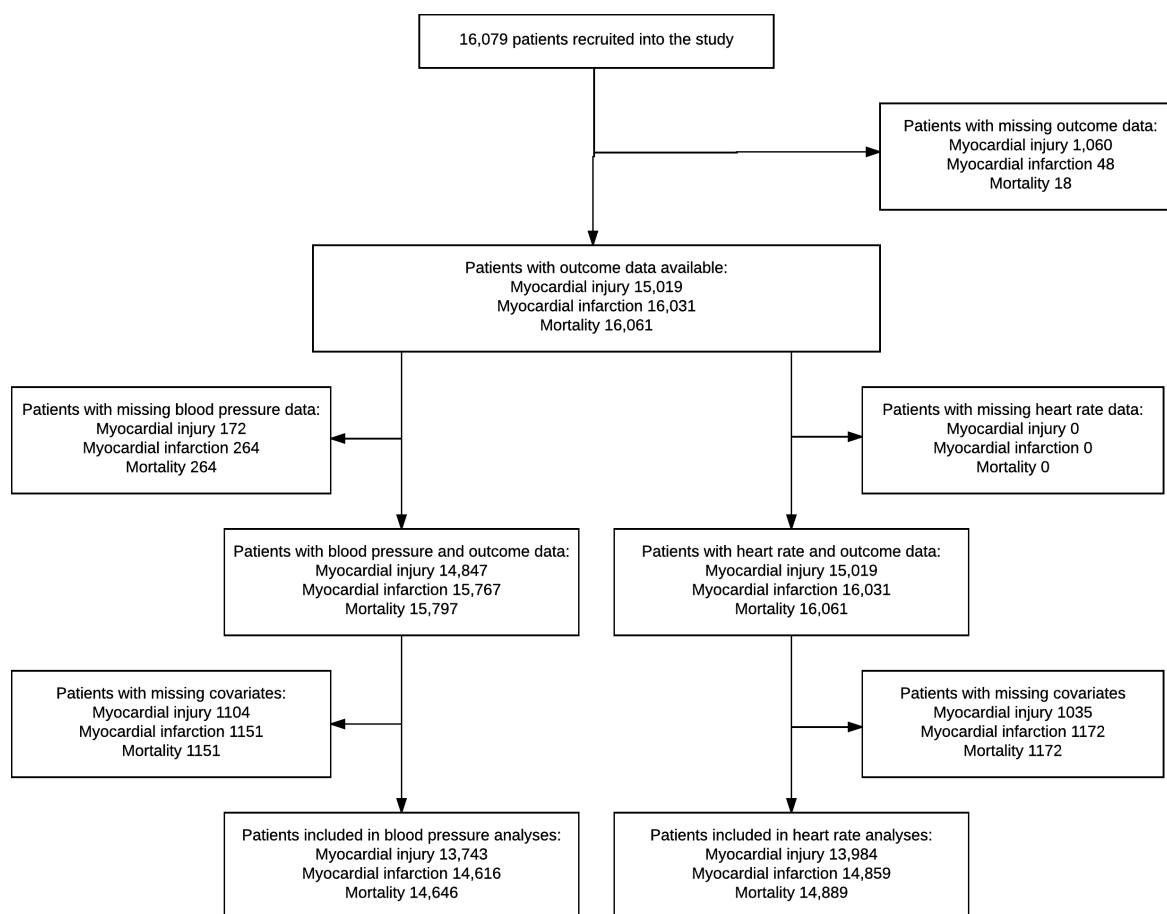 16,079 patients recruited into the study
Patients with missing outcome data:
Myocardial injury 1,060
Myocardial infarction 48
Mortality 18
Patients with outcome data available:
Myocardial injury 15,019
Myocardial infarction 16,031
Mortality 16,061
Patients with missing blood pressure data:
Myocardial injury 172
Myocardial infarction 264
Mortality 264
Patients with missing heart rate data:
Myocardial injury 0
Myocardial infarction 0
Mortality 0
Patients with blood pressure and outcome data:
Myocardial injury 14,847
Myocardial infarction 15,767
Mortality 15,797
Patients with heart rate and outcome data:
Myocardial injury 15,019
Myocardial infarction 16,031
Mortality 16,061
Patients with missing covariates:
Myocardial injury 1104
Myocardial infarction 1151
Mortality 1151
Patients with missing covariates
Myocardial injury 1035
Myocardial infarction 1172
Mortality 1172
Patients included in blood pressure analyses:
Myocardial injury 13,743
Myocardial infarction 14,616
Mortality 14,646
Patients included in heart rate analyses:
Myocardial injury 13,984
Myocardial infarction 14,859
Mortality 14,889